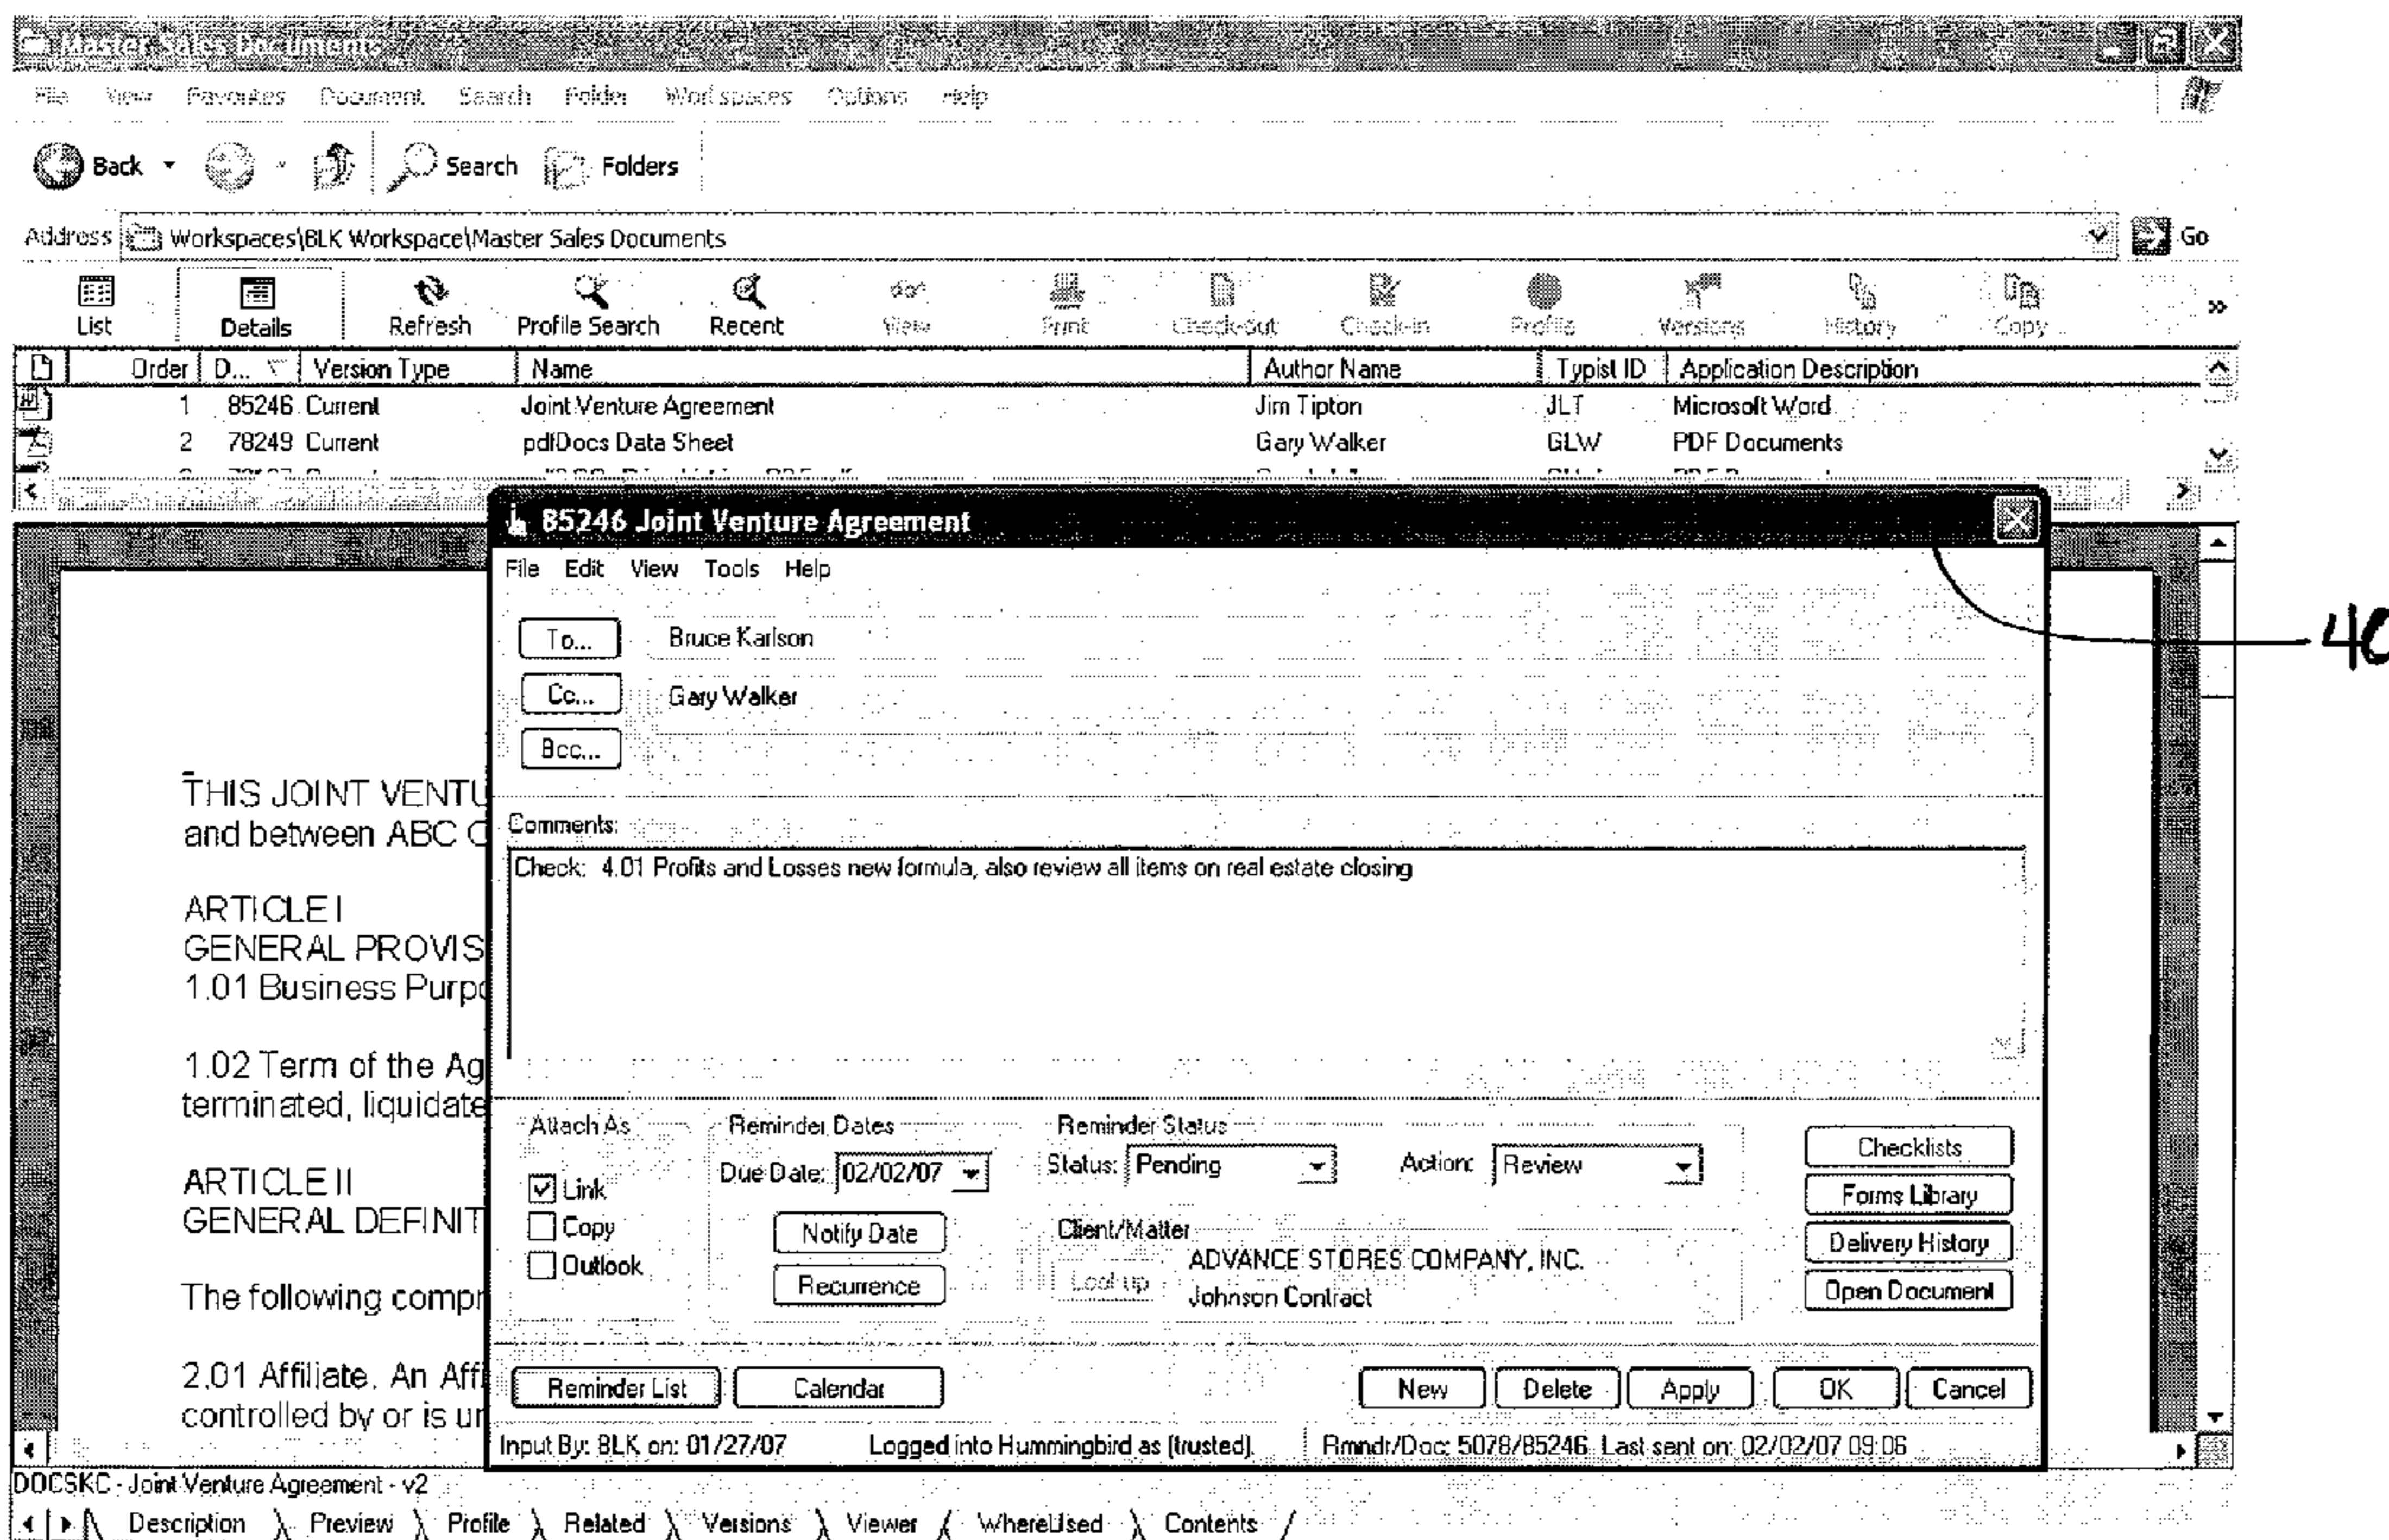 Master Sales Documents
File View Favorites Document Search Folder Workspaces Options Help
Back Search Folders
Address Workspaces\BLK Workspace\Master Sales Documents Go
List Details Refresh Profile Search Recent View Print Check-out Check-in Profile Versions History Copy »
Order D... Version Type Name Author Name Typist ID Application Description
1 85246 Current Joint Venture Agreement Jim Tipton JLT Microsoft Word
2 78249 Current pdfDocs Data Sheet Gary Walker GLW PDF Documents
85246 Joint Venture Agreement
File Edit View Tools Help
To... Bruce Karlson
Cc... Gary Walker
Bcc...
40
THIS JOINT VENTU
and between ABC C
Comments:
Check: 4.01 Profits and Losses new formula, also review all items on real estate closing
ARTICLE I
GENERAL PROVIS
1.01 Business Purpo
1.02 Term of the Ag
terminated, liquidate
ARTICLE II
GENERAL DEFINIT
The following compr
2.01 Affiliate. An Affi
controlled by or is un
Attach As Reminder Dates Reminder Status
Link Due Date: 02/02/07 Status: Pending Action: Review Checklists
Copy Notify Date Client/Matter Forms Library
Outlook Recurrence Lookup ADVANCE STORES COMPANY, INC. Delivery History
Johnson Contract Open Document
Reminder List Calendar New Delete Apply OK Cancel
Input By: BLK on: 01/27/07 Logged into Hummingbird as (trusted). Rmndr/Doc: 5078/85246 Last sent on: 02/02/07 09:06
DOCSKC - Joint Venture Agreement - v2
Description Preview Profile Related Versions Viewer WhereUsed Contents